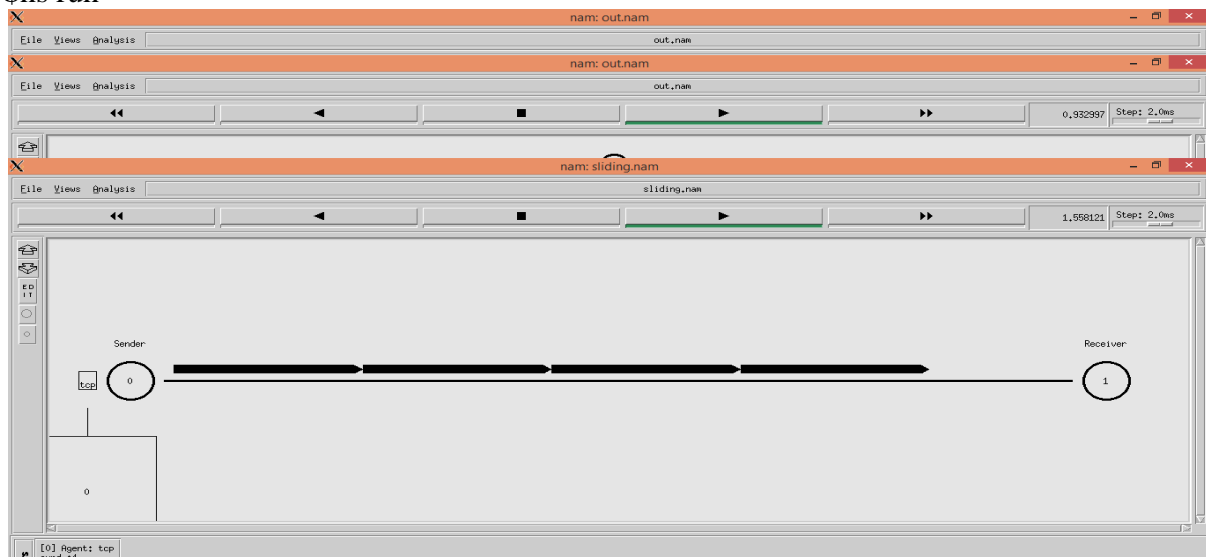 $ns run
nam: out.nam
File Views Analysis out.nam
nam: out.nam
File Views Analysis out.nam
0.932997 Step: 2.0ms
nam: sliding.nam
File Views Analysis sliding.nam
1.558121 Step: 2.0ms
ED
IT
Sender Receiver
tcp 0 1
0
[0] Agent: tcp